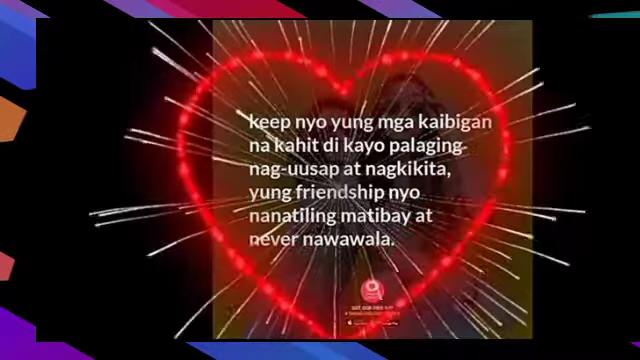 keep nyo yung mga kaibigan
na kahit di kayo palaging
nag-uusap at nagkikita,
yung friendship nyo
nanatiling matibay at
never nawawala.